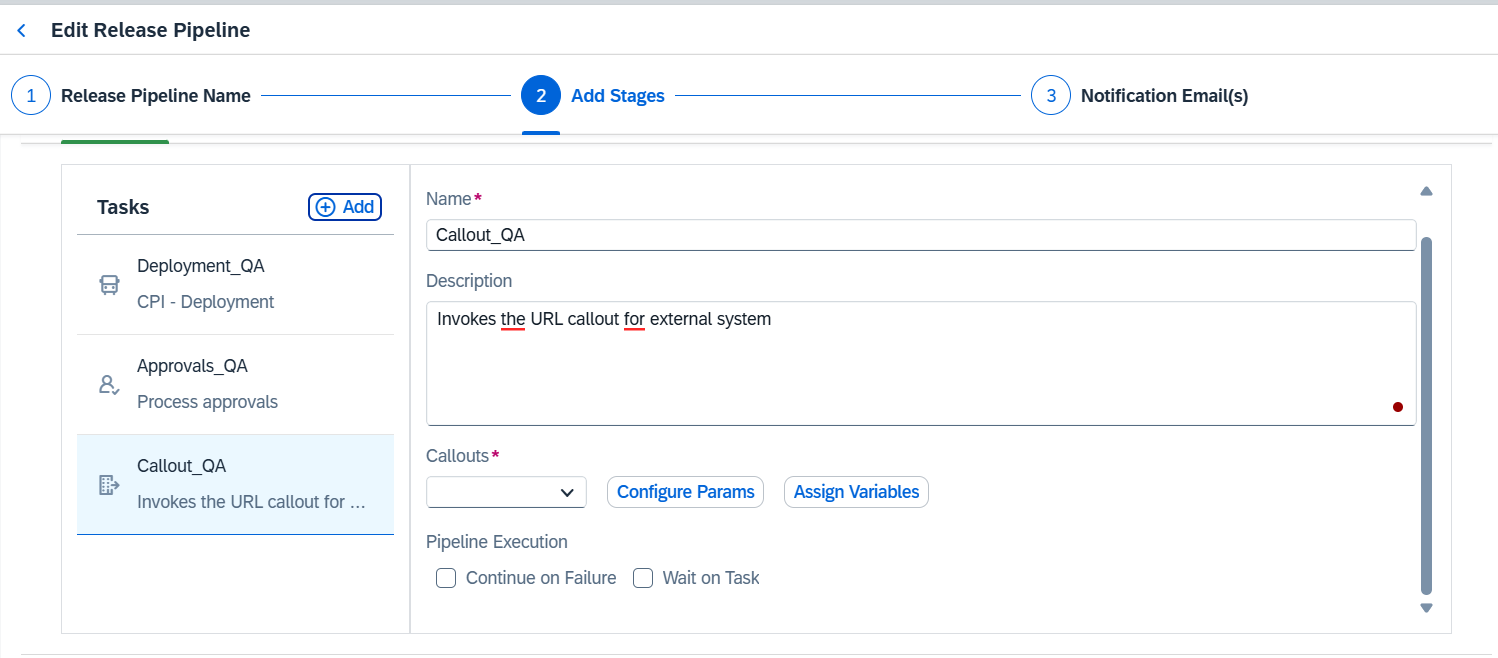 Edit Release Pipeline
1 Release Pipeline Name 2 Add Stages 3 Notification Email(s)
Tasks Add
Deployment_QA
CPI - Deployment
Approvals_QA
Process approvals
Callout_QA
Invokes the URL callout for ...
Name*
Callout_QA
Description
Invokes the URL callout for external system
Callouts*
Configure Params Assign Variables
Pipeline Execution
Continue on Failure Wait on Task